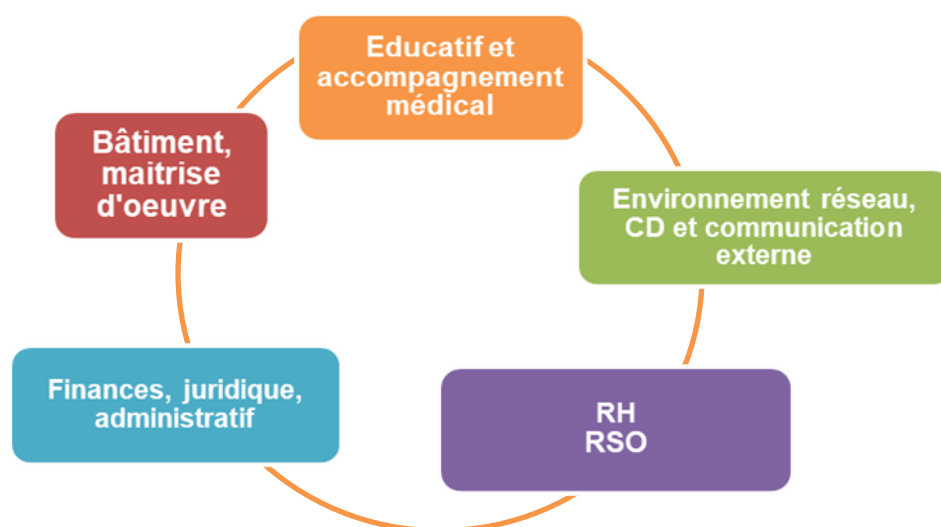 Educatif et
accompagnement
médical
Bâtiment,
maitrise
d'oeuvre
Environnement réseau,
CD et communication
externe
Finances, juridique,
administratif
RH
RSO